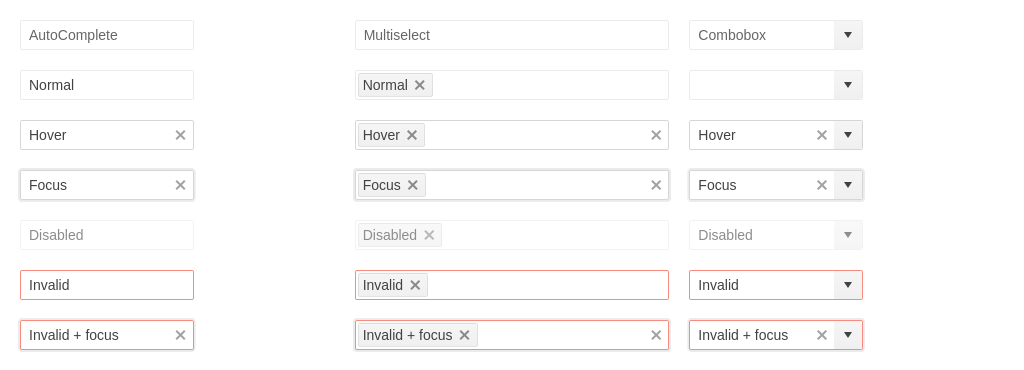 AutoComplete Multiselect Combobox
Normal Normal
Hover Hover Hover
Focus Focus Focus
Disabled Disabled Disabled
Invalid Invalid Invalid
Invalid + focus Invalid + focus Invalid + focus